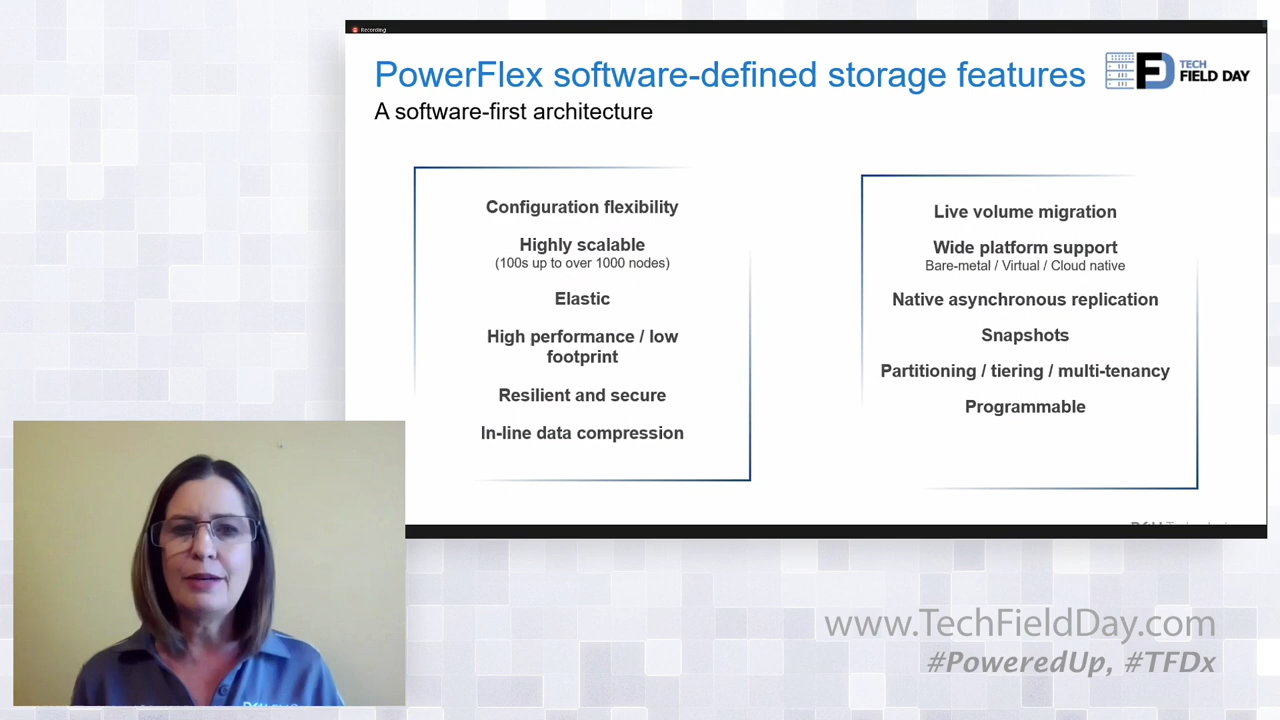 Recording
PowerFlex software-defined storage features
TECH
FIELD DAY
A software-first architecture
Configuration flexibility
Highly scalable
(100s up to over 1000 nodes)
Elastic
High performance / low
footprint
Resilient and secure
In-line data compression
Live volume migration
Wide platform support
Bare-metal / Virtual / Cloud native
Native asynchronous replication
Snapshots
Partitioning / tiering / multi-tenancy
Programmable
www.TechFieldDay.com
#PoweredUp, #TFDx